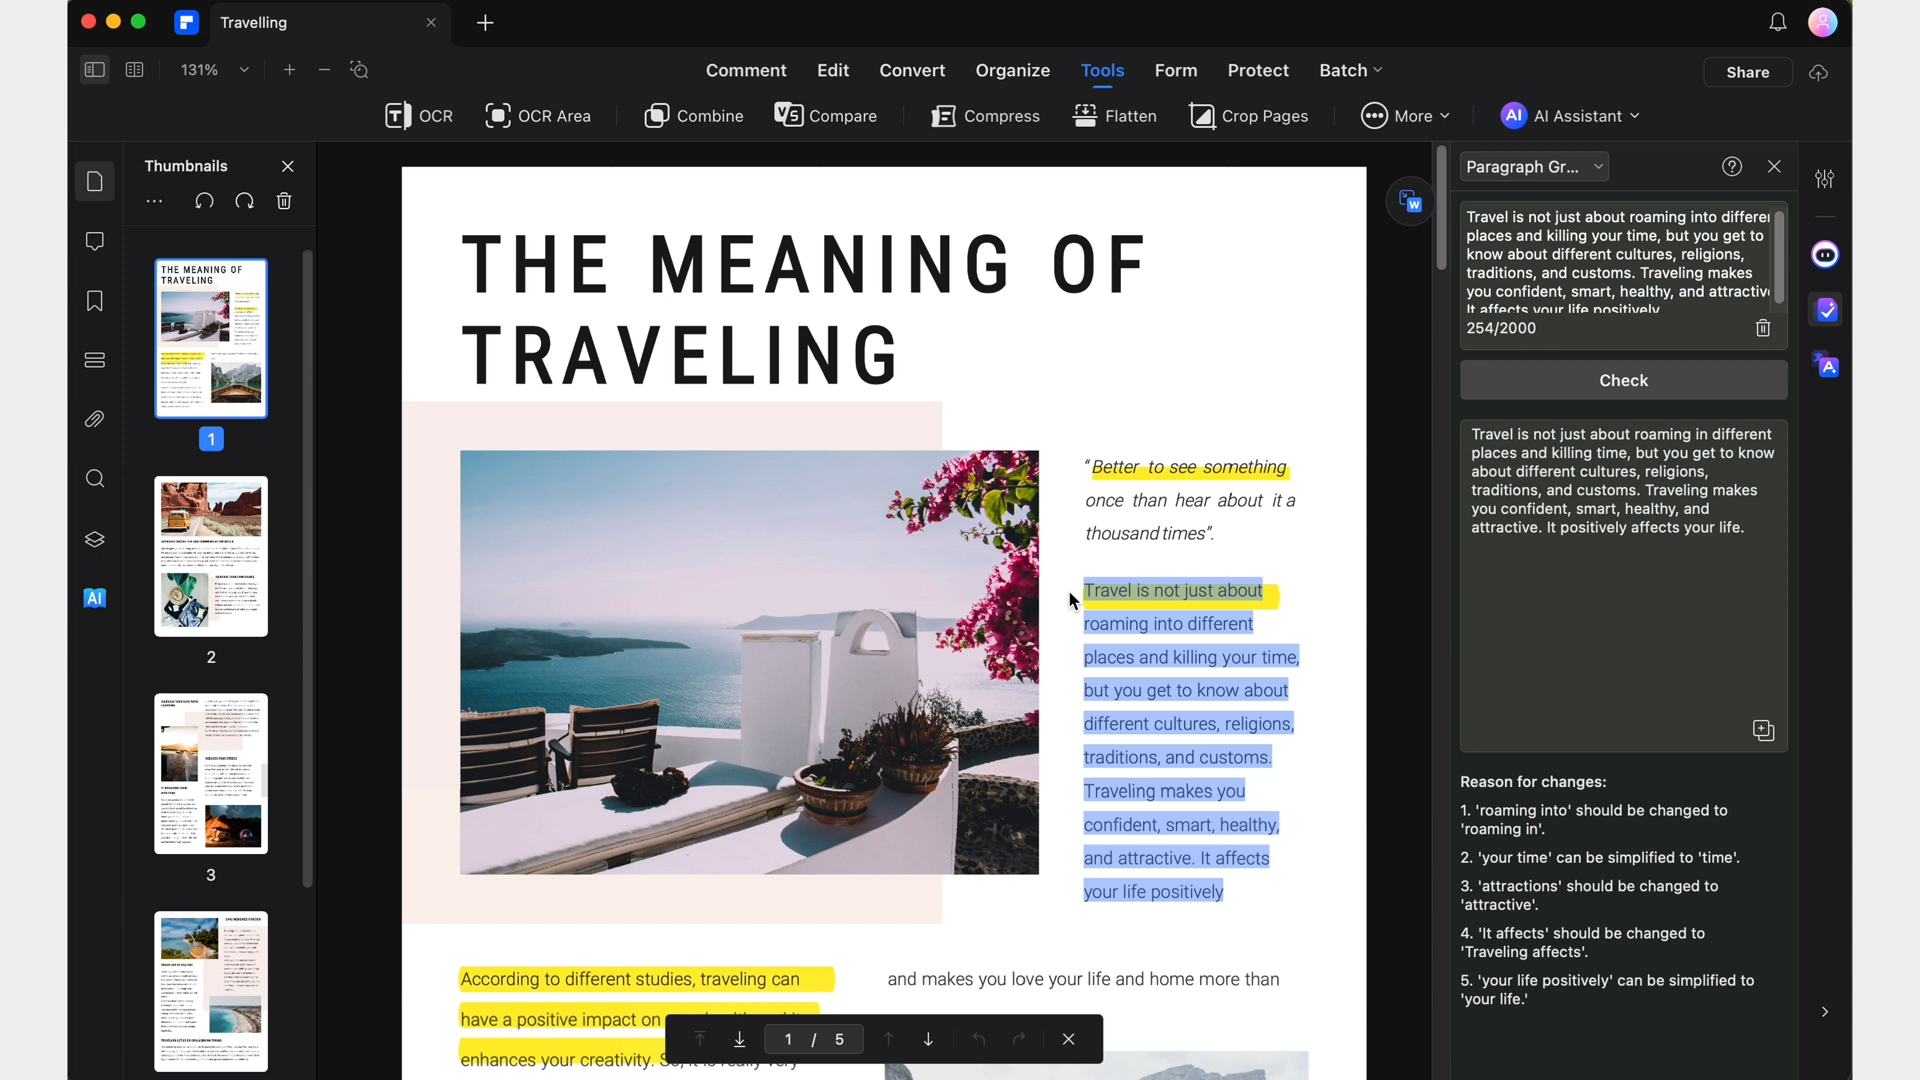 Travelling
131%
Comment Edit Convert Organize Tools Form Protect Batch
Share
OCR OCR Area Combine Compare Compress Flatten Crop Pages More AI AI Assistant
Thumbnails
THE MEANING OF
TRAVELING
1
2
3
AI
THE MEANING OF
TRAVELING
“Better to see something
once than hear about it a
thousand times”.
Travel is not just about
roaming into different
places and killing your time,
but you get to know about
different cultures, religions,
traditions, and customs.
Traveling makes you
confident, smart, healthy,
and attractive. It affects
your life positively
According to different studies, traveling can
have a positive impact on
enhances your creativity. So, it is really very
and makes you love your life and home more than
1 / 5
W
Paragraph Gr...
Travel is not just about roaming into differe
places and killing your time, but you get to
know about different cultures, religions,
traditions, and customs. Traveling makes
you confident, smart, healthy, and attractiv
It affects your life positively
254/2000
Check
Travel is not just about roaming in different
places and killing time, but you get to know
about different cultures, religions,
traditions, and customs. Traveling makes
you confident, smart, healthy, and
attractive. It positively affects your life.
Reason for changes:
1. 'roaming into' should be changed to
'roaming in'.
2. 'your time' can be simplified to 'time'.
3. 'attractions' should be changed to
'attractive'.
4. 'It affects' should be changed to
'Traveling affects'.
5. 'your life positively' can be simplified to
'your life.'
A